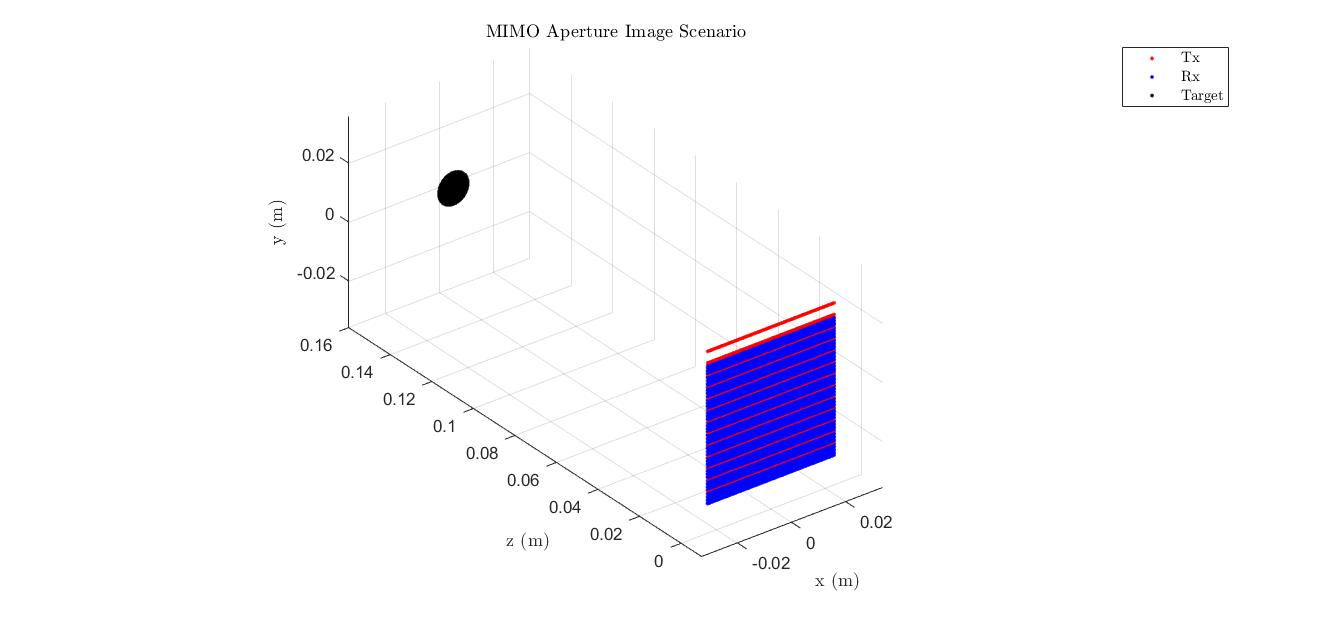 MIMO Aperture Image Scenario
Tx
Rx
Target
0.02
0
-0.02
y (m)
0.16
0.14
0.12
0.1
0.08
0.06
0.04
0.02
0
z (m)
-0.02
0
0.02
x (m)